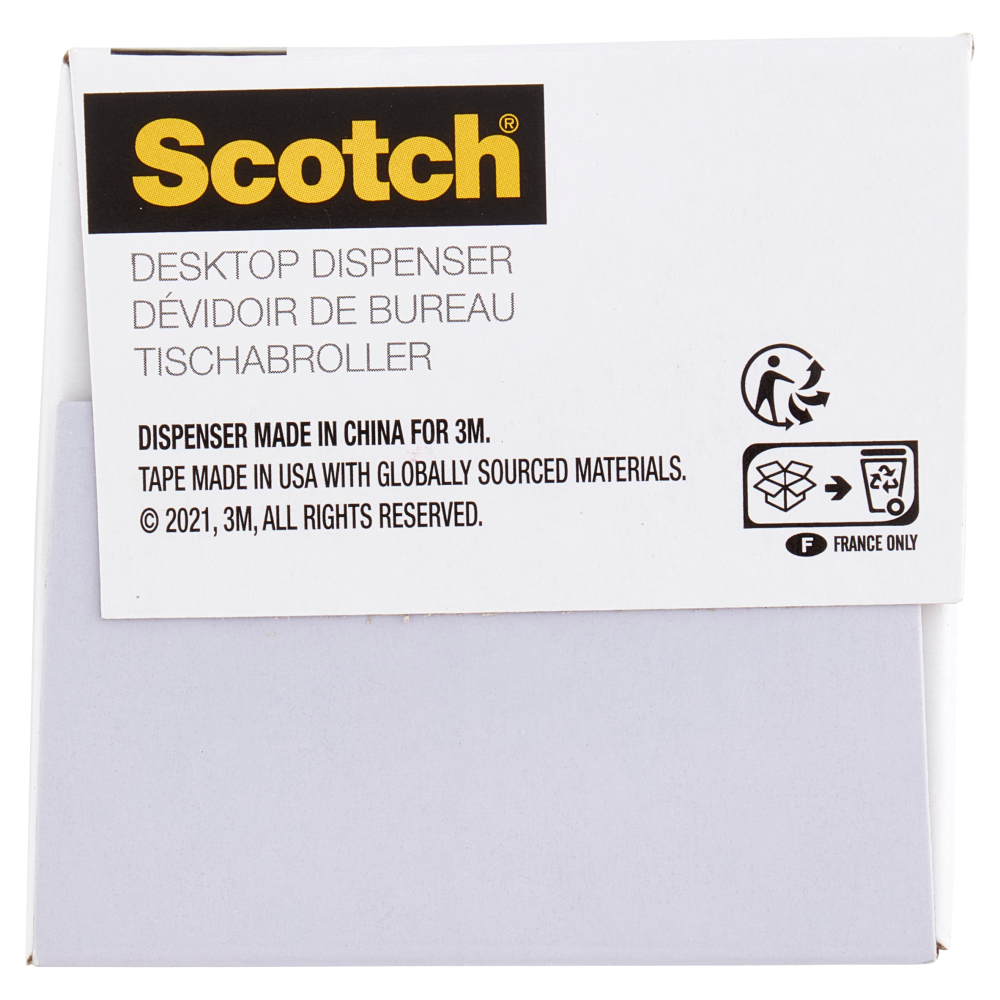 Scotch®
DESKTOP DISPENSER
DÉVIDOIR DE BUREAU
TISCHABROLLER
DISPENSER MADE IN CHINA FOR 3M.
TAPE MADE IN USA WITH GLOBALLY SOURCED MATERIALS.
© 2021, 3M, ALL RIGHTS RESERVED.
F FRANCE ONLY